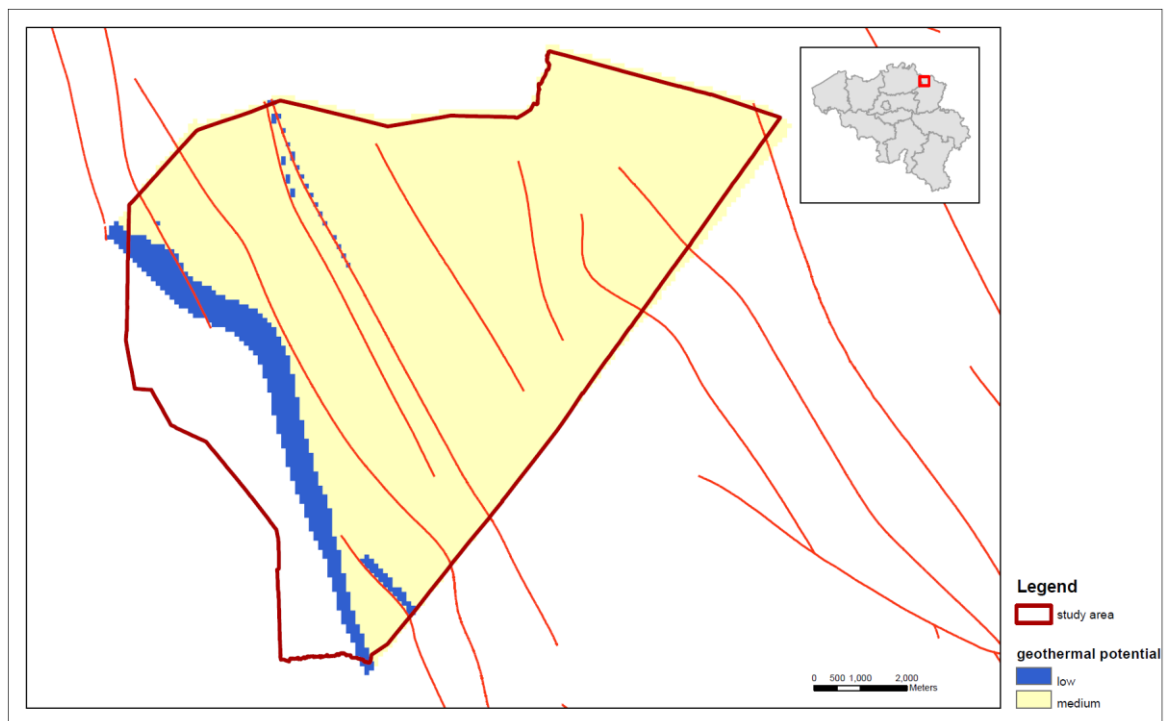 Legend
study area
geothermal potential
low
medium
0 500 1,000 2,000
Meters